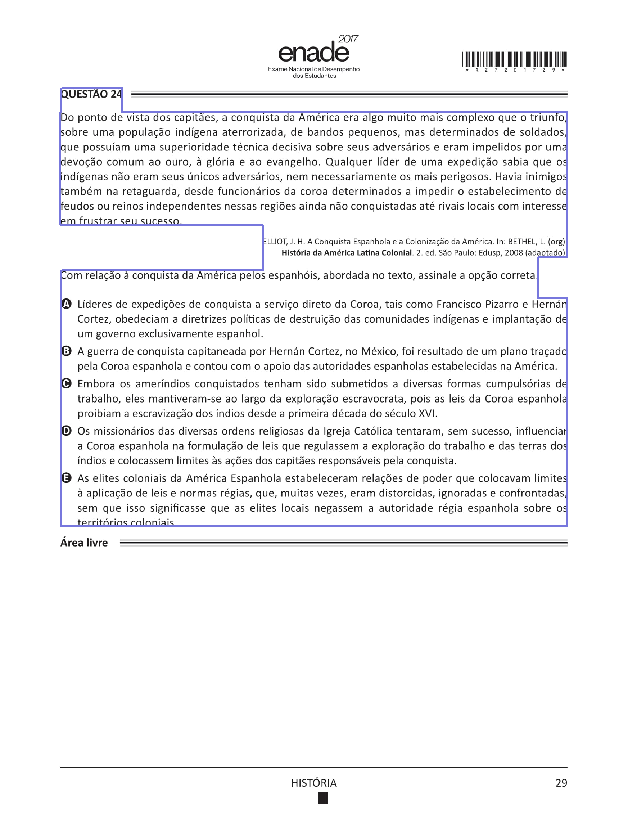 enade 2017
Exame Nacional de Desempenho
dos Estudantes
*R27201729*
QUESTÃO 24
Do ponto de vista dos capitães, a conquista da América era algo muito mais complexo que o triunfo,
sobre uma população indígena aterrorizada, de bandos pequenos, mas determinados de soldados,
que possuiam uma superioridade técnica decisiva sobre seus adversários e eram impelidos por uma
devoção comum ao ouro, à glória e ao evangelho. Qualquer líder de uma expedição sabia que os
indígenas não eram seus únicos adversários, nem necessariamente os mais perigosos. Havia inimigos
também na retaguarda, desde funcionários da coroa determinados a impedir o estabelecimento de
feudos ou reinos independentes nessas regiões ainda não conquistadas até rivais locais com interesse
em frustrar seu sucesso.
ELLIOT, J. H. A Conquista Espanhola e a Colonização da América. In: BETHEL, L. (org).
História da América Latina Colonial. 2. ed. São Paulo: Edusp, 2008 (adaptado).
Com relação à conquista da América pelos espanhóis, abordada no texto, assinale a opção correta.
A Líderes de expedições de conquista a serviço direto da Coroa, tais como Francisco Pizarro e Hernán
Cortez, obedeciam a diretrizes políticas de destruição das comunidades indígenas e implantação de
um governo exclusivamente espanhol.
B A guerra de conquista capitaneada por Hernán Cortez, no México, foi resultado de um plano traçado
pela Coroa espanhola e contou com o apoio das autoridades espanholas estabelecidas na América.
C Embora os ameríndios conquistados tenham sido submetidos a diversas formas cumpulsórias de
trabalho, eles mantiveram-se ao largo da exploração escravocrata, pois as leis da Coroa espanhola
proibiam a escravização dos índios desde a primeira década do século XVI.
D Os missionários das diversas ordens religiosas da Igreja Católica tentaram, sem sucesso, influenciar
a Coroa espanhola na formulação de leis que regulassem a exploração do trabalho e das terras dos
índios e colocassem limites às ações dos capitães responsáveis pela conquista.
E As elites coloniais da América Espanhola estabeleceram relações de poder que colocavam limites
à aplicação de leis e normas régias, que, muitas vezes, eram distorcidas, ignoradas e confrontadas,
sem que isso significasse que as elites locais negassem a autoridade régia espanhola sobre os
territórios coloniais.
Área livre
HISTÓRIA
29